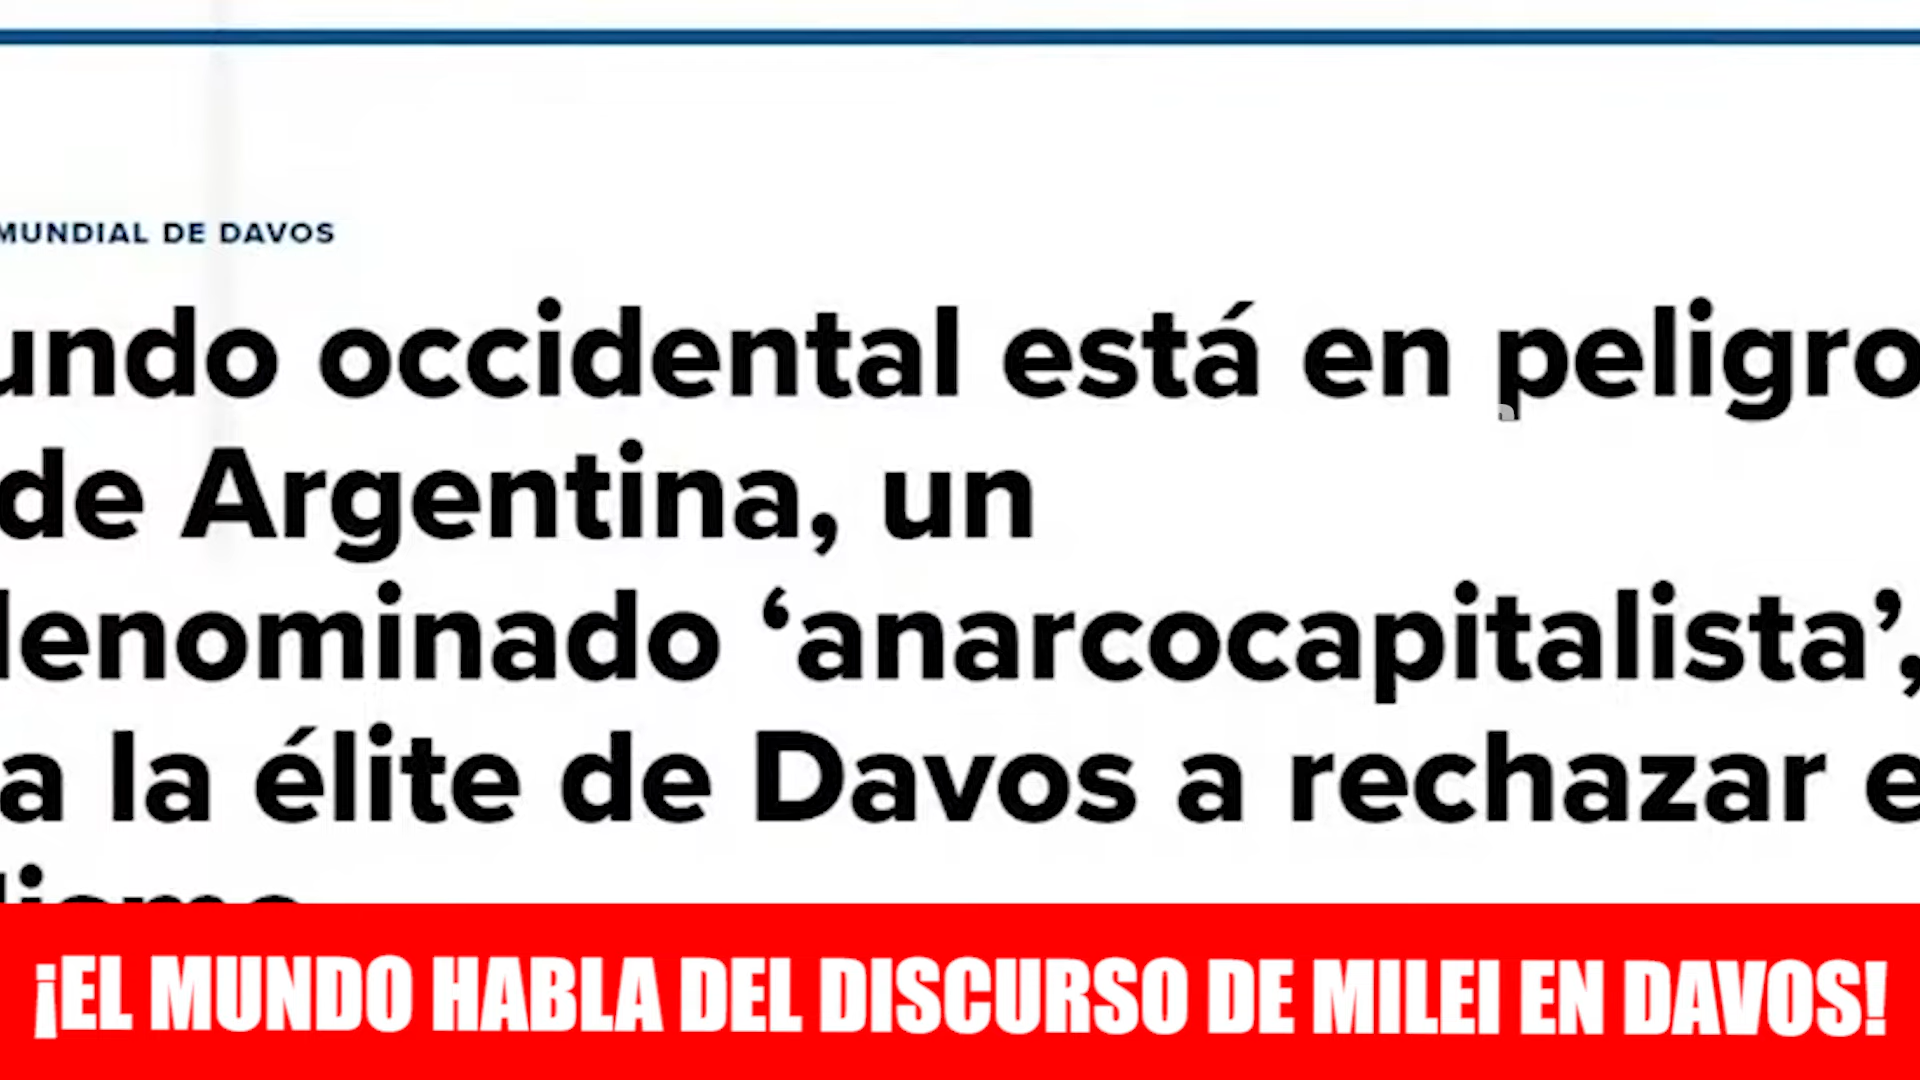 MUNDIAL DE DAVOS
undo occidental está en peligro
de Argentina, un
denominado ‘anarcocapitalista’,
a la élite de Davos a rechazar e
¡EL MUNDO HABLA DEL DISCURSO DE MILEI EN DAVOS!